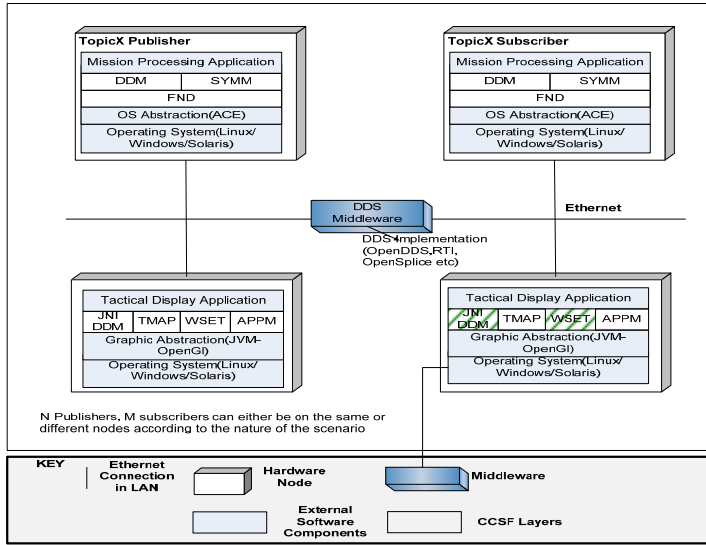 TopicX Publisher
Mission Processing Application
DDM
SYMM
FND
OS Abstraction(ACE)
Operating System(Linux/
Windows/Solaris)
TopicX Subscriber
Mission Processing Application
DDM
SYMM
FND
OS Abstraction(ACE)
Operating System(Linux/
Windows/Solaris)
DDS
Middleware
Ethernet
DDS Implementation
(OpenDDS,RTI,
OpenSplice etc)
Tactical Display Application
JNI
DDM
TMAP
WSET
APPM
Graphic Abstraction(JVM-
OpenGl)
Operating System(Linux/
Windows/Solaris)
Tactical Display Application
JNI
DDM
TMAP
WSET
APPM
Graphic Abstraction(JVM-
OpenGl)
Operating System(Linux/
Windows/Solaris)
N Publishers, M subscribers can either be on the same or
different nodes according to the nature of the scenario
KEY
Ethernet
Connection
in LAN
Hardware
Node
Middleware
External
Software
Components
CCSF Layers